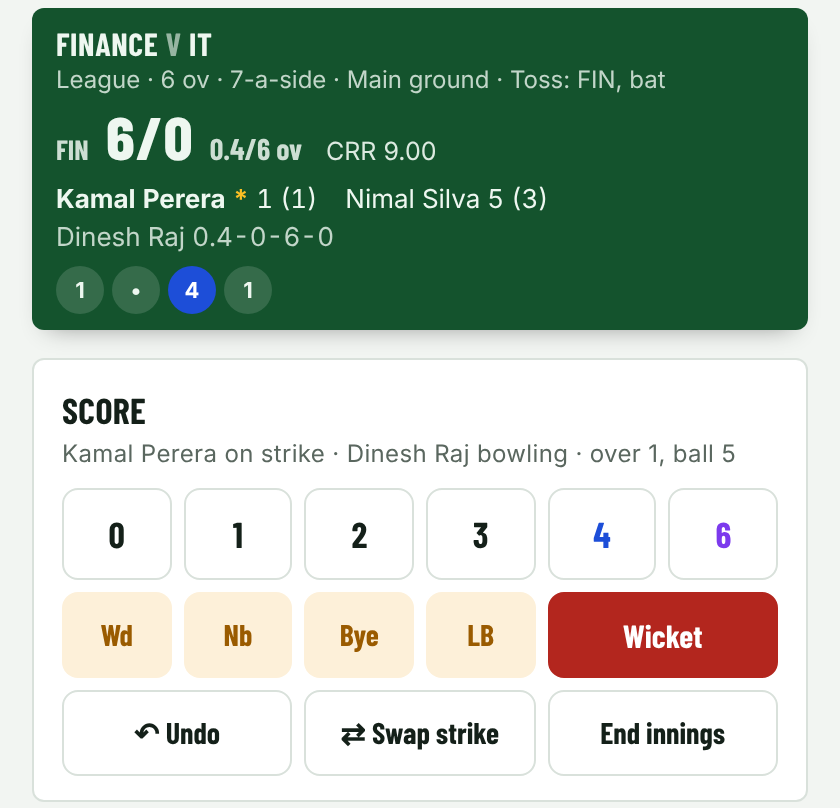 FINANCE V IT
League · 6 ov · 7-a-side · Main ground · Toss: FIN, bat
FIN 6/0 0.4/6 ov CRR 9.00
Kamal Perera * 1 (1) Nimal Silva 5 (3)
Dinesh Raj 0.4-0-6-0
1 • 4 1
SCORE
Kamal Perera on strike · Dinesh Raj bowling · over 1, ball 5
0 1 2 3 4 6
Wd Nb Bye LB Wicket
↶ Undo ⇄ Swap strike End innings